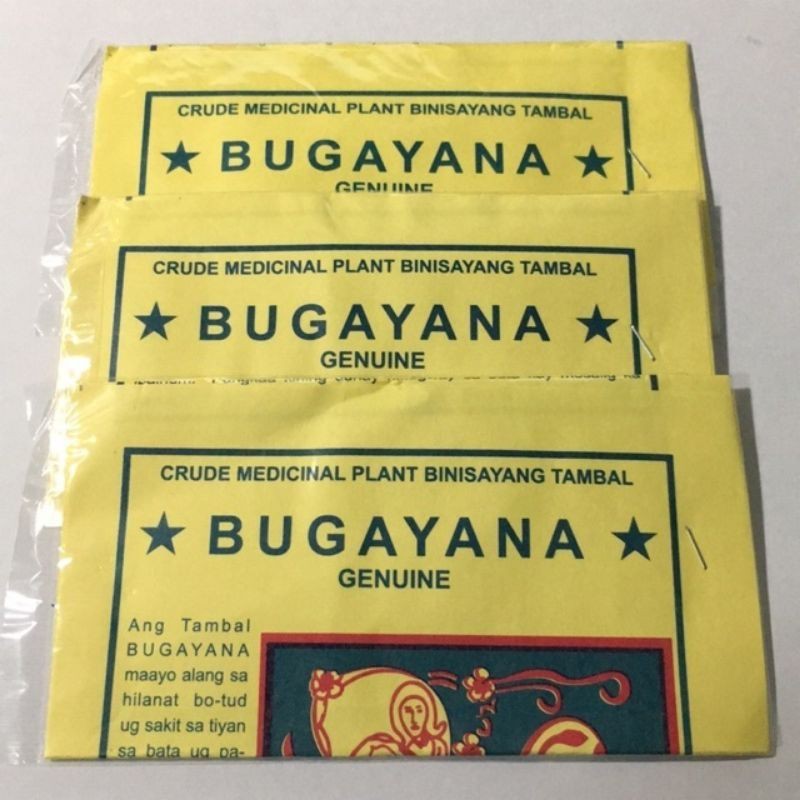 CRUDE MEDICINAL PLANT BINISAYANG TAMBAL
★ BUGAYANA ★
GENUINE
CRUDE MEDICINAL PLANT BINISAYANG TAMBAL
★ BUGAYANA ★
GENUINE
CRUDE MEDICINAL PLANT BINISAYANG TAMBAL
★ BUGAYANA ★
GENUINE
Ang Tambal
BUGAYANA
maayo alang sa
hilanat bo-tud
ug sakit sa tiyan
sa bata ug pa-